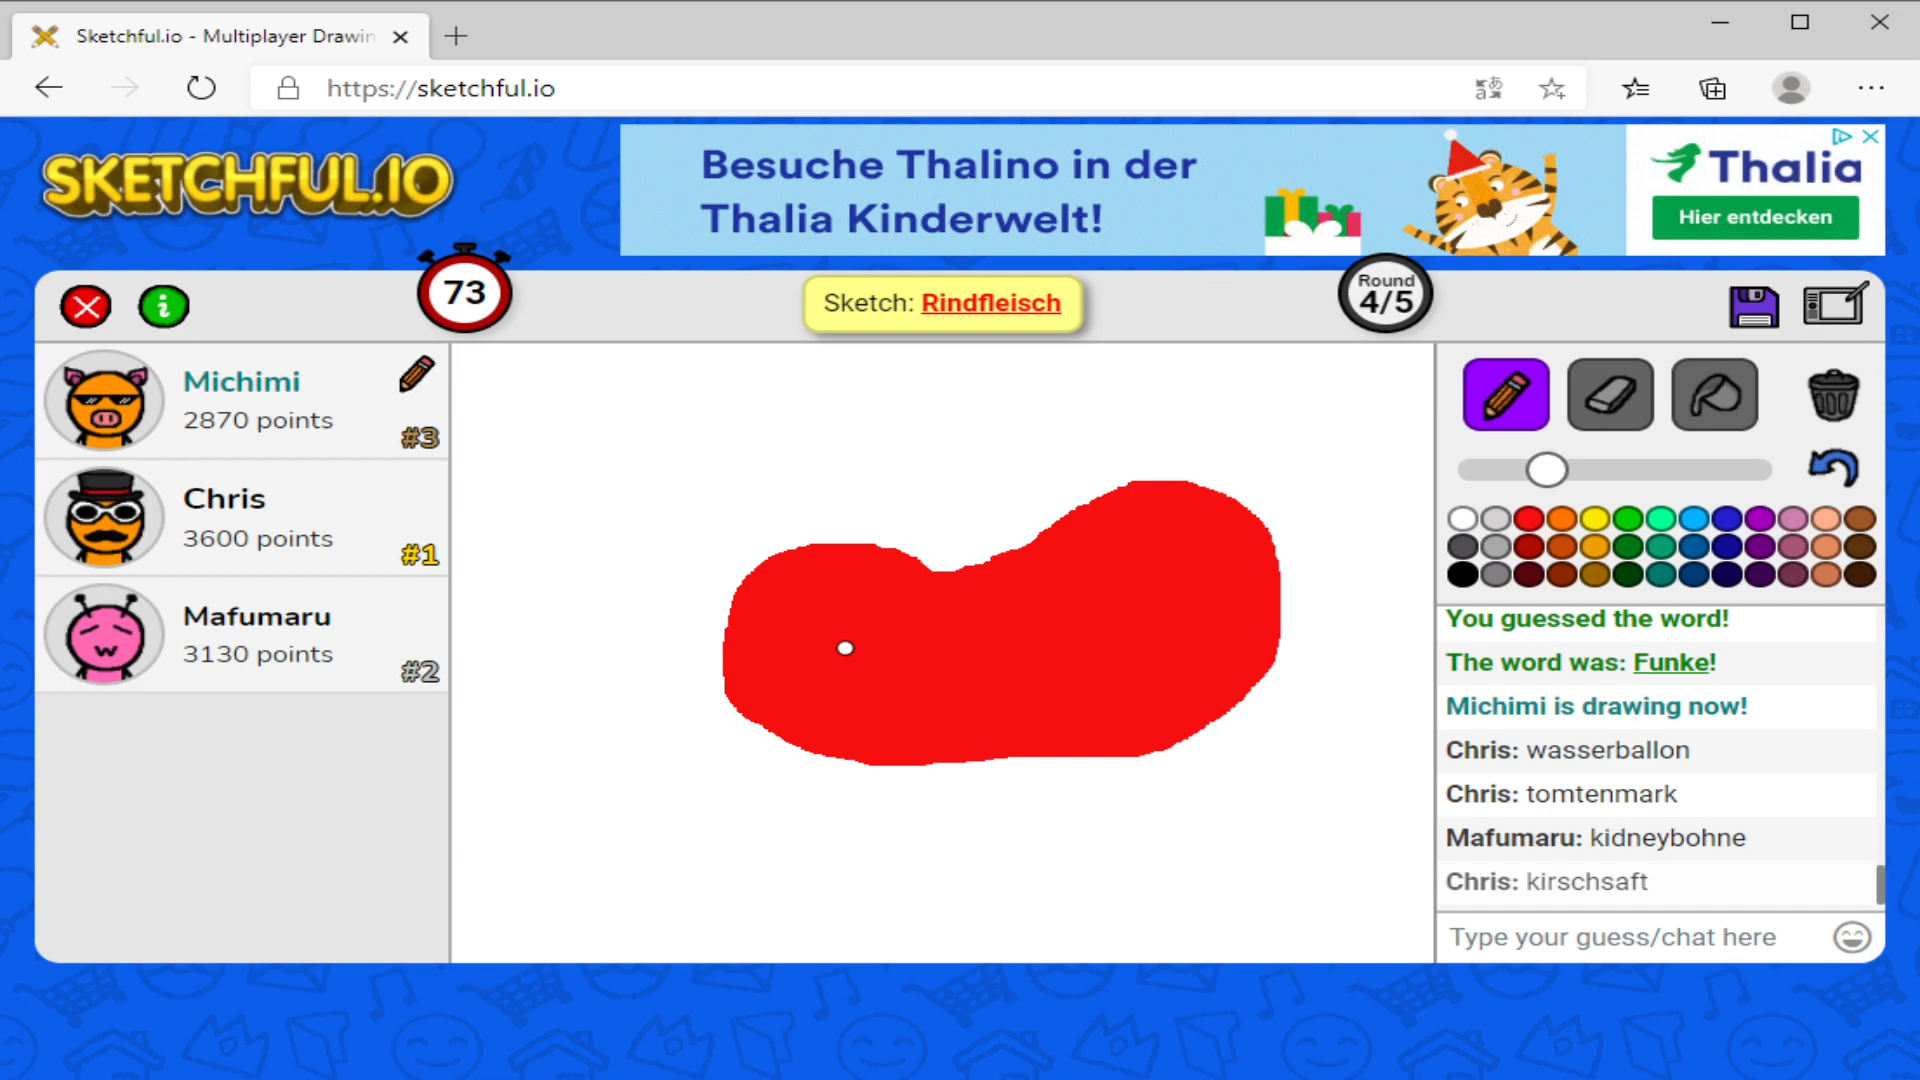 Sketchful.io - Multiplayer Drawin
https://sketchful.io
SKETCHFUL.IO
Besuche Thalino in der
Thalia Kinderwelt!
Thalia
Hier entdecken
73
Sketch: Rindfleisch
Round
4/5
Michimi
2870 points
#3
Chris
3600 points
#1
Mafumaru
3130 points
#2
You guessed the word!
The word was: Funke!
Michimi is drawing now!
Chris: wasserballon
Chris: tomtenmark
Mafumaru: kidneybohne
Chris: kirschsaft
Type your guess/chat here